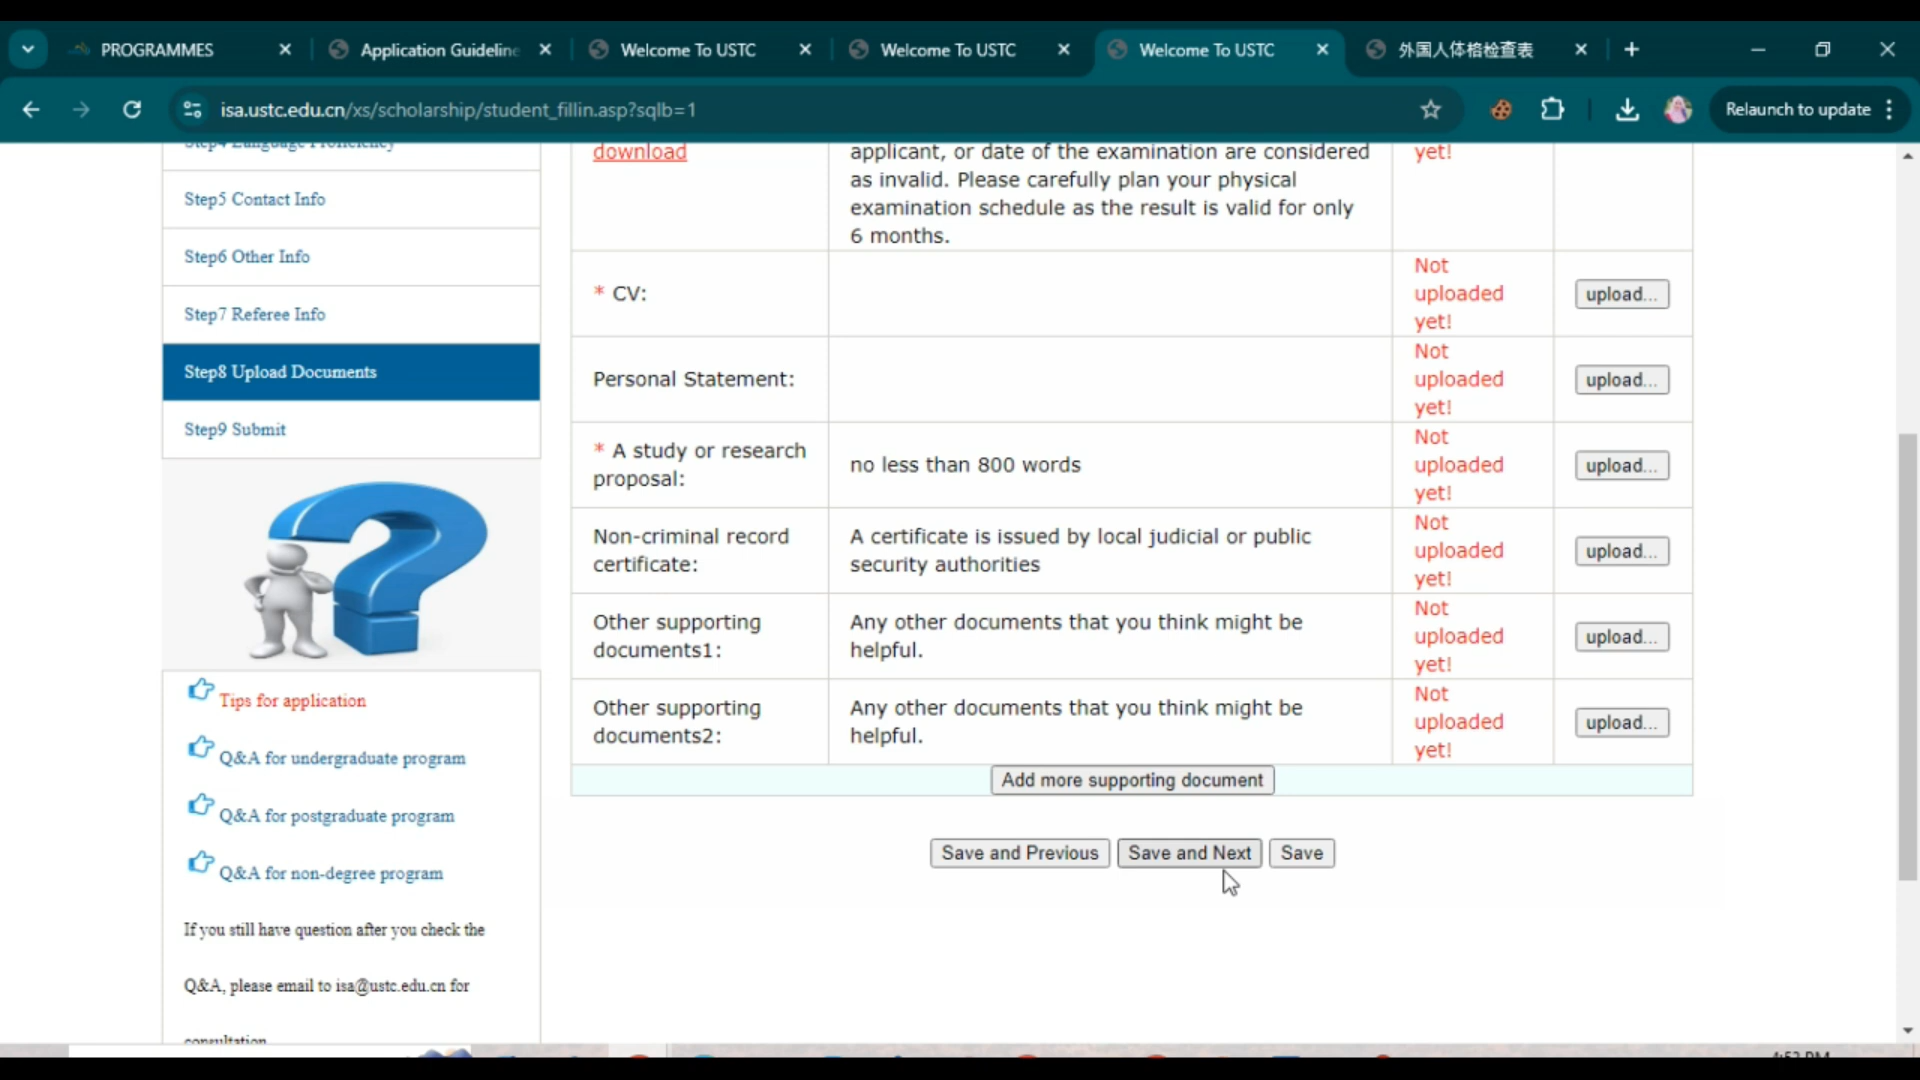 PROGRAMMES
Application Guideline
Welcome To USTC
Welcome To USTC
Welcome To USTC
外国人体格检查表
isa.ustc.edu.cn/xs/scholarship/student_fillin.asp?sqlb=1
Relaunch to update
Step4 Language Proficiency
Step5 Contact Info
Step6 Other Info
Step7 Referee Info
Step8 Upload Documents
Step9 Submit
Tips for application
Q&A for undergraduate program
Q&A for postgraduate program
Q&A for non-degree program
If you still have question after you check the
Q&A, please email to isa@ustc.edu.cn for
consultation
download
applicant, or date of the examination are considered
as invalid. Please carefully plan your physical
examination schedule as the result is valid for only
6 months.
yet!
* CV:
Not
uploaded
yet!
upload...
Personal Statement:
Not
uploaded
yet!
upload...
* A study or research
proposal:
no less than 800 words
Not
uploaded
yet!
upload...
Non-criminal record
certificate:
A certificate is issued by local judicial or public
security authorities
Not
uploaded
yet!
upload...
Other supporting
documents1:
Any other documents that you think might be
helpful.
Not
uploaded
yet!
upload...
Other supporting
documents2:
Any other documents that you think might be
helpful.
Not
uploaded
yet!
upload...
Add more supporting document
Save and Previous
Save and Next
Save
4:52 PM